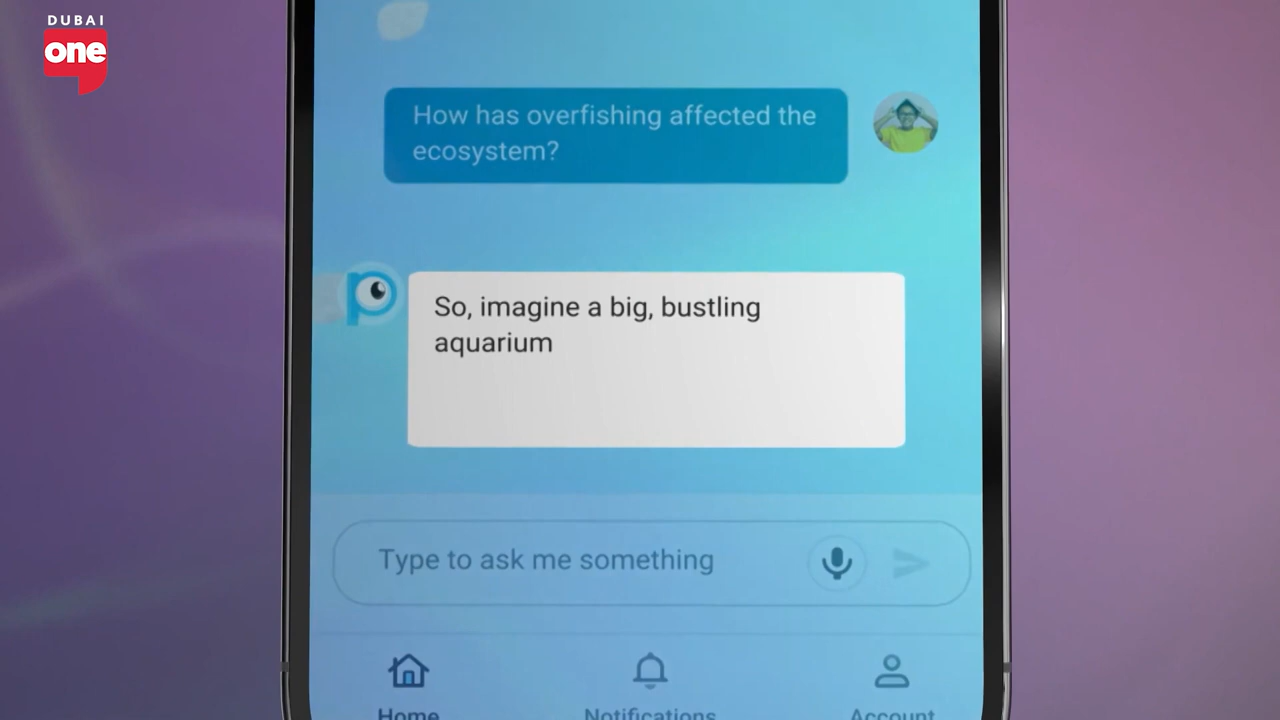 DUBAI
one
How has overfishing affected the
ecosystem?
So, imagine a big, bustling
aquarium
Type to ask me something
Home
Notifications
Account